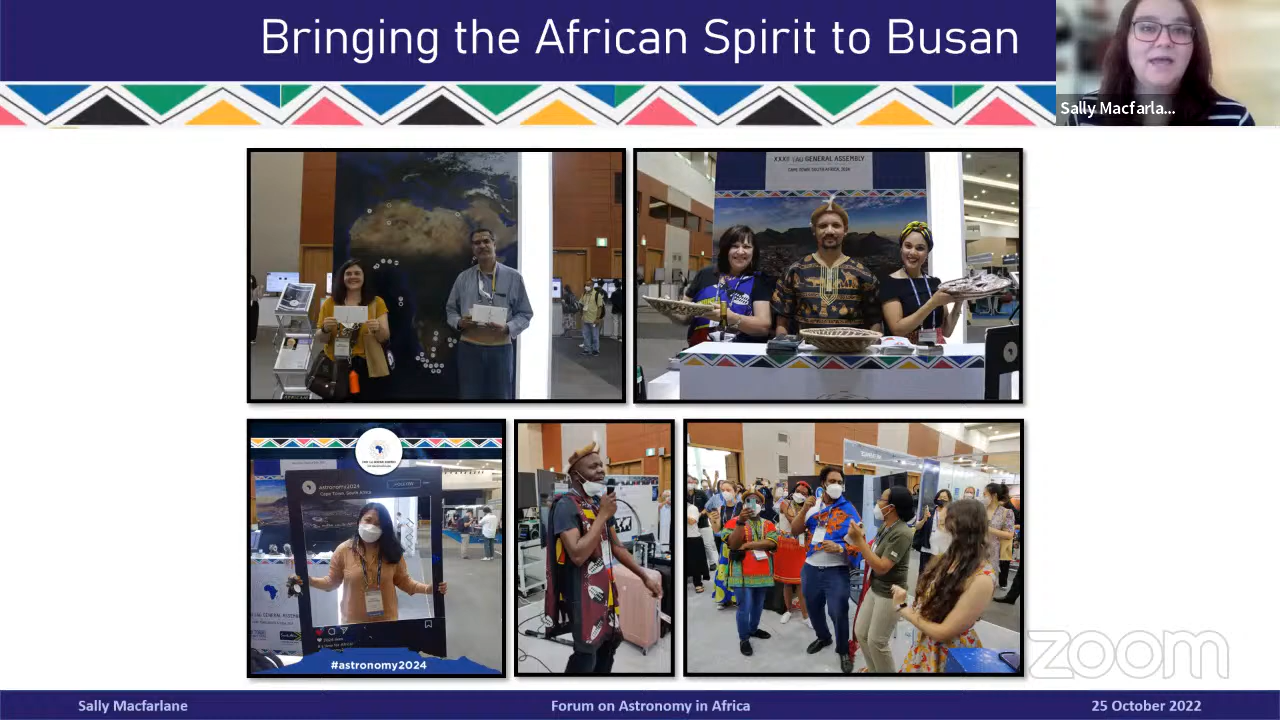 Bringing the African Spirit to Busan
Sally Macfarla...
XXXII IAU GENERAL ASSEMBLY
CAPE TOWN SOUTH AFRICA, 2024
astronomy2024
Cape Town, South Africa
#astronomy2024
zoom
Sally Macfarlane
Forum on Astronomy in Africa
25 October 2022